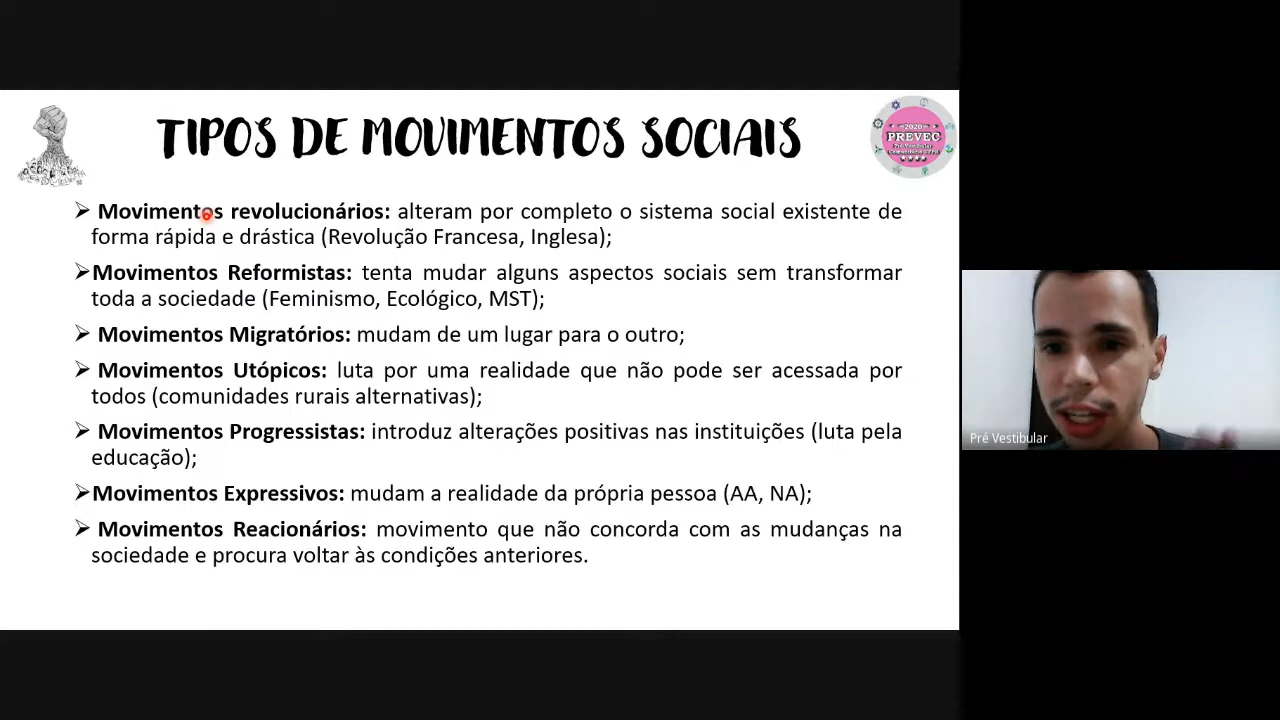 TIPOS DE MOVIMENTOS SOCIAIS
2020
PREVEC
➢ Movimentos revolucionários: alteram por completo o sistema social existente de
forma rápida e drástica (Revolução Francesa, Inglesa);
➢Movimentos Reformistas: tenta mudar alguns aspectos sociais sem transformar
toda a sociedade (Feminismo, Ecológico, MST);
➢ Movimentos Migratórios: mudam de um lugar para o outro;
➢ Movimentos Utópicos: luta por uma realidade que não pode ser acessada por
todos (comunidades rurais alternativas);
➢ Movimentos Progressistas: introduz alterações positivas nas instituições (luta pela
educação);
➢Movimentos Expressivos: mudam a realidade da própria pessoa (AA, NA);
➢ Movimentos Reacionários: movimento que não concorda com as mudanças na
sociedade e procura voltar às condições anteriores.
Pré Vestibular